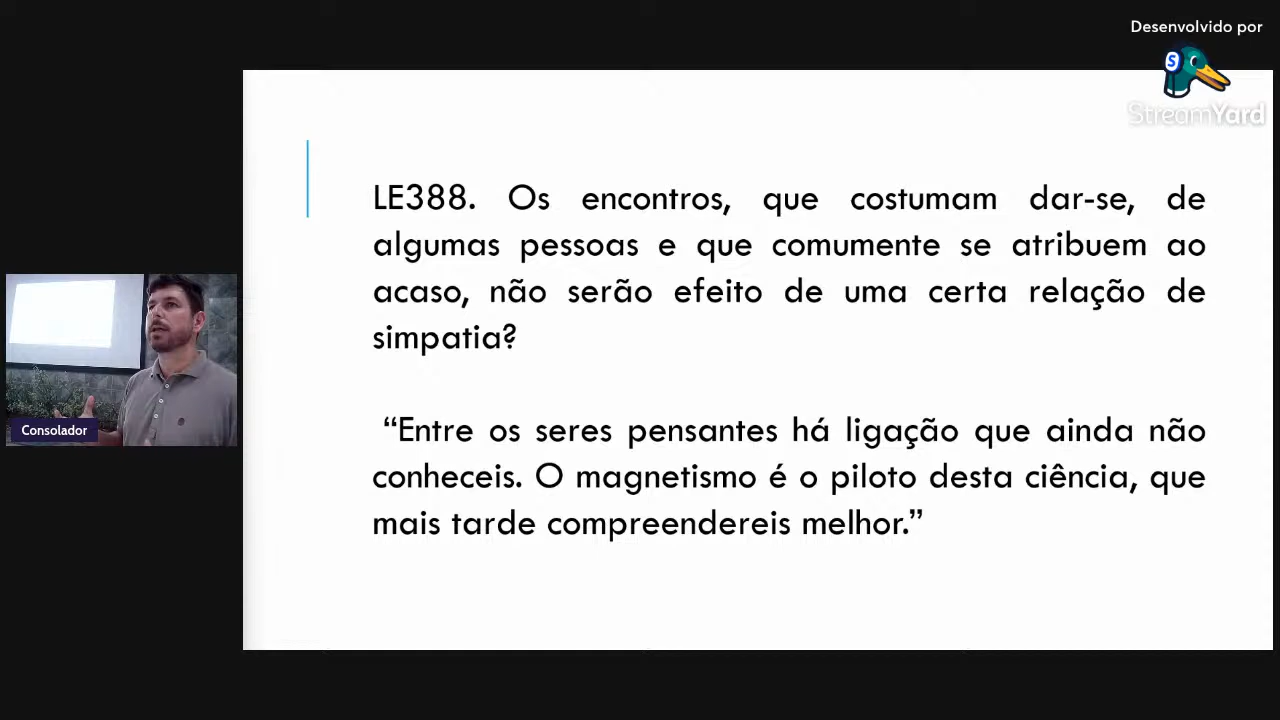 Desenvolvido por
S
StreamYard
LE388. Os encontros, que costumam dar-se, de
algumas pessoas e que comumente se atribuem ao
acaso, não serão efeito de uma certa relação de
simpatia?
“Entre os seres pensantes há ligação que ainda não
conheceis. O magnetismo é o piloto desta ciência, que
mais tarde compreendereis melhor.”
Consolador